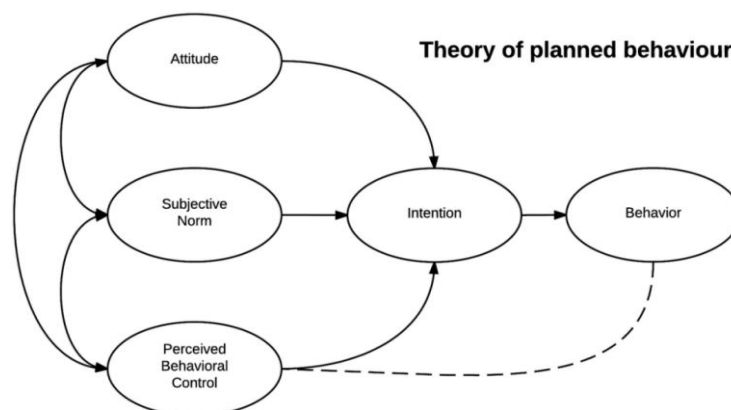 Attitude
Theory of planned behaviour
Subjective
Norm
Intention
Behavior
Perceived
Behavioral
Control